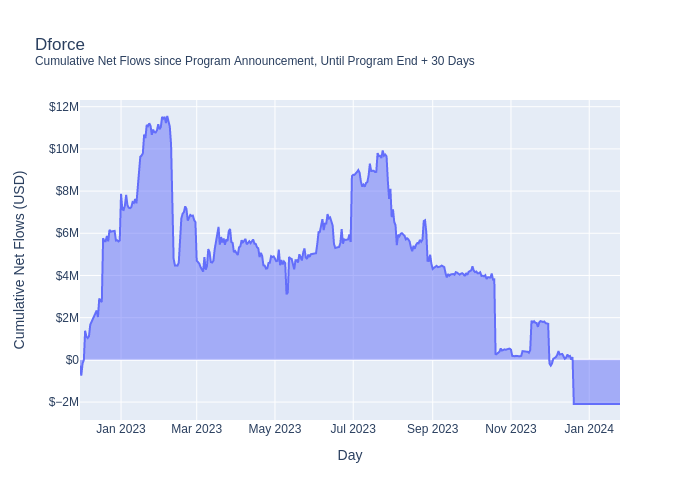 Dforce
Cumulative Net Flows since Program Announcement, Until Program End + 30 Days
Cumulative Net Flows (USD)
$12M
$10M
$8M
$6M
$4M
$2M
$0
$−2M
Jan 2023 Mar 2023 May 2023 Jul 2023 Sep 2023 Nov 2023 Jan 2024
Day